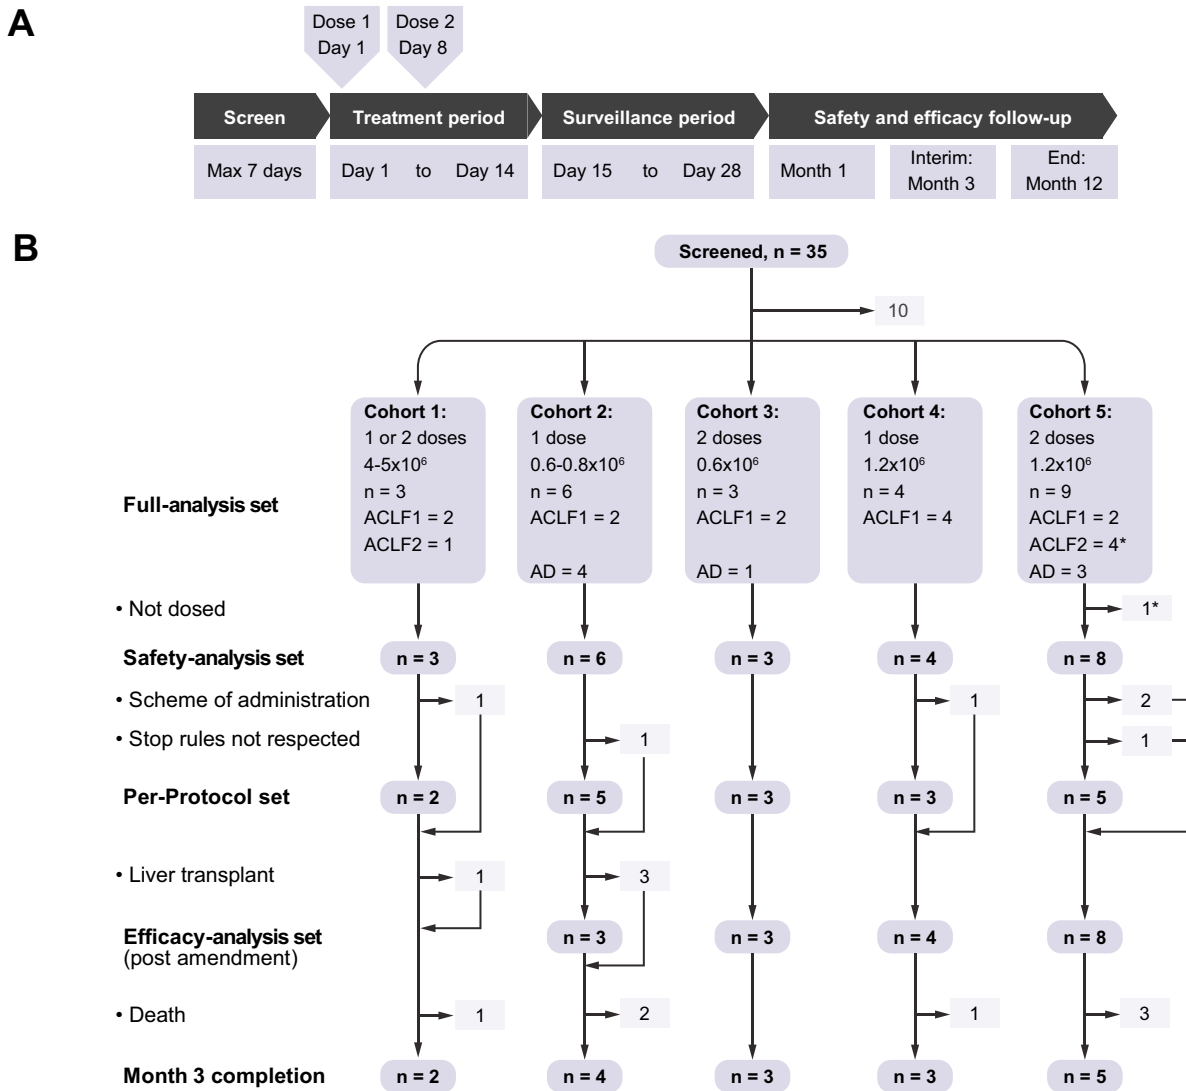 A
Dose 1
Day 1
Dose 2
Day 8
Screen
Treatment period
Surveillance period
Safety and efficacy follow-up
Max 7 days
Day 1 to Day 14
Day 15 to Day 28
Month 1
Interim:
Month 3
End:
Month 12
B
Screened, n = 35
10
Cohort 1:
1 or 2 doses
4-5x10⁶
n = 3
ACLF1 = 2
ACLF2 = 1
Cohort 2:
1 dose
0.6-0.8x10⁶
n = 6
ACLF1 = 2
AD = 4
Cohort 3:
2 doses
0.6x10⁶
n = 3
ACLF1 = 2
AD = 1
Cohort 4:
1 dose
1.2x10⁶
n = 4
ACLF1 = 4
Cohort 5:
2 doses
1.2x10⁶
n = 9
ACLF1 = 2
ACLF2 = 4*
AD = 3
Full-analysis set
• Not dosed
1*
Safety-analysis set
n = 3
n = 6
n = 3
n = 4
n = 8
• Scheme of administration
1
1
2
• Stop rules not respected
1
1
Per-Protocol set
n = 2
n = 5
n = 3
n = 3
n = 5
• Liver transplant
1
3
Efficacy-analysis set
(post amendment)
n = 3
n = 3
n = 4
n = 8
• Death
1
2
1
3
Month 3 completion
n = 2
n = 4
n = 3
n = 3
n = 5